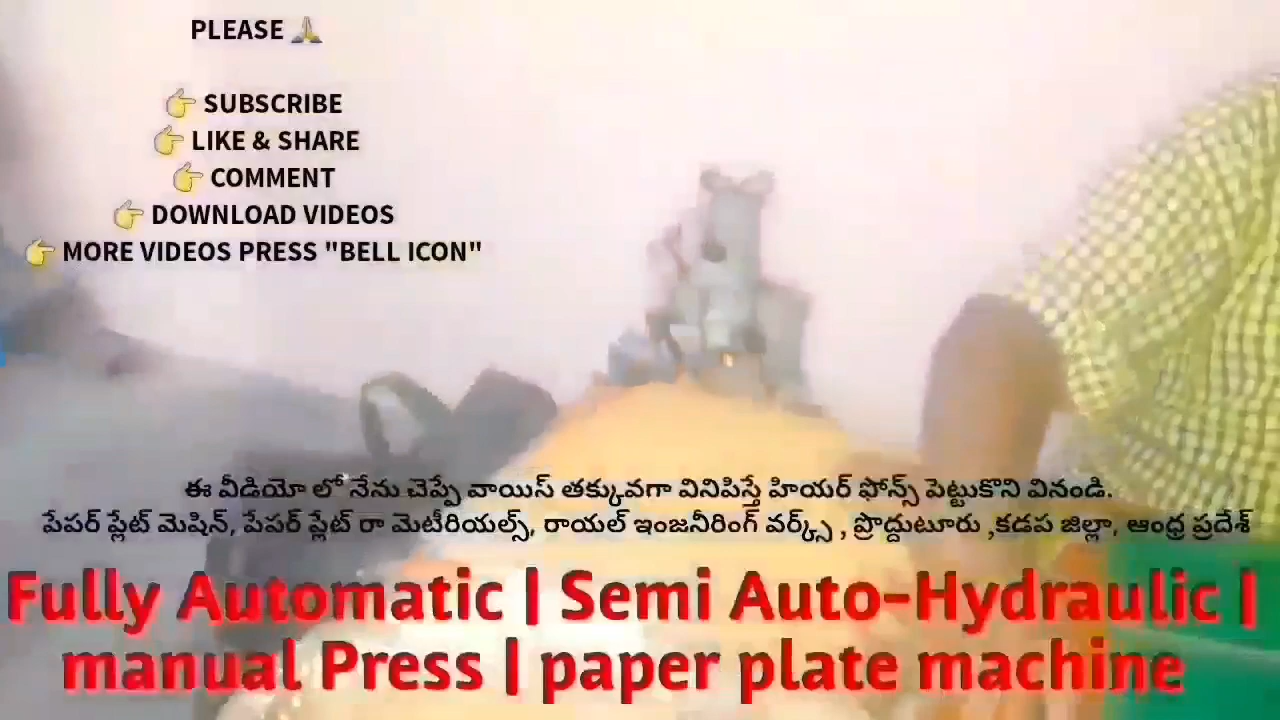 PLEASE 🙏
👉 SUBSCRIBE
👉 LIKE & SHARE
👉 COMMENT
👉 DOWNLOAD VIDEOS
👉 MORE VIDEOS PRESS "BELL ICON"
ఈ వీడియో లో నేను చెప్పే వాయిస్ తక్కువగా వినిపిస్తే హియర్ ఫోన్స్ పెట్టుకొని వినండి.
పేపర్ ప్లేట్ మెషిన్, పేపర్ ప్లేట్ రా మెటీరియల్స్, రాయల్ ఇంజనీరింగ్ వర్క్స్ , ప్రొద్దుటూరు ,కడప జిల్లా, ఆంధ్ర ప్రదేశ్
Fully Automatic | Semi Auto-Hydraulic |
manual Press | paper plate machine